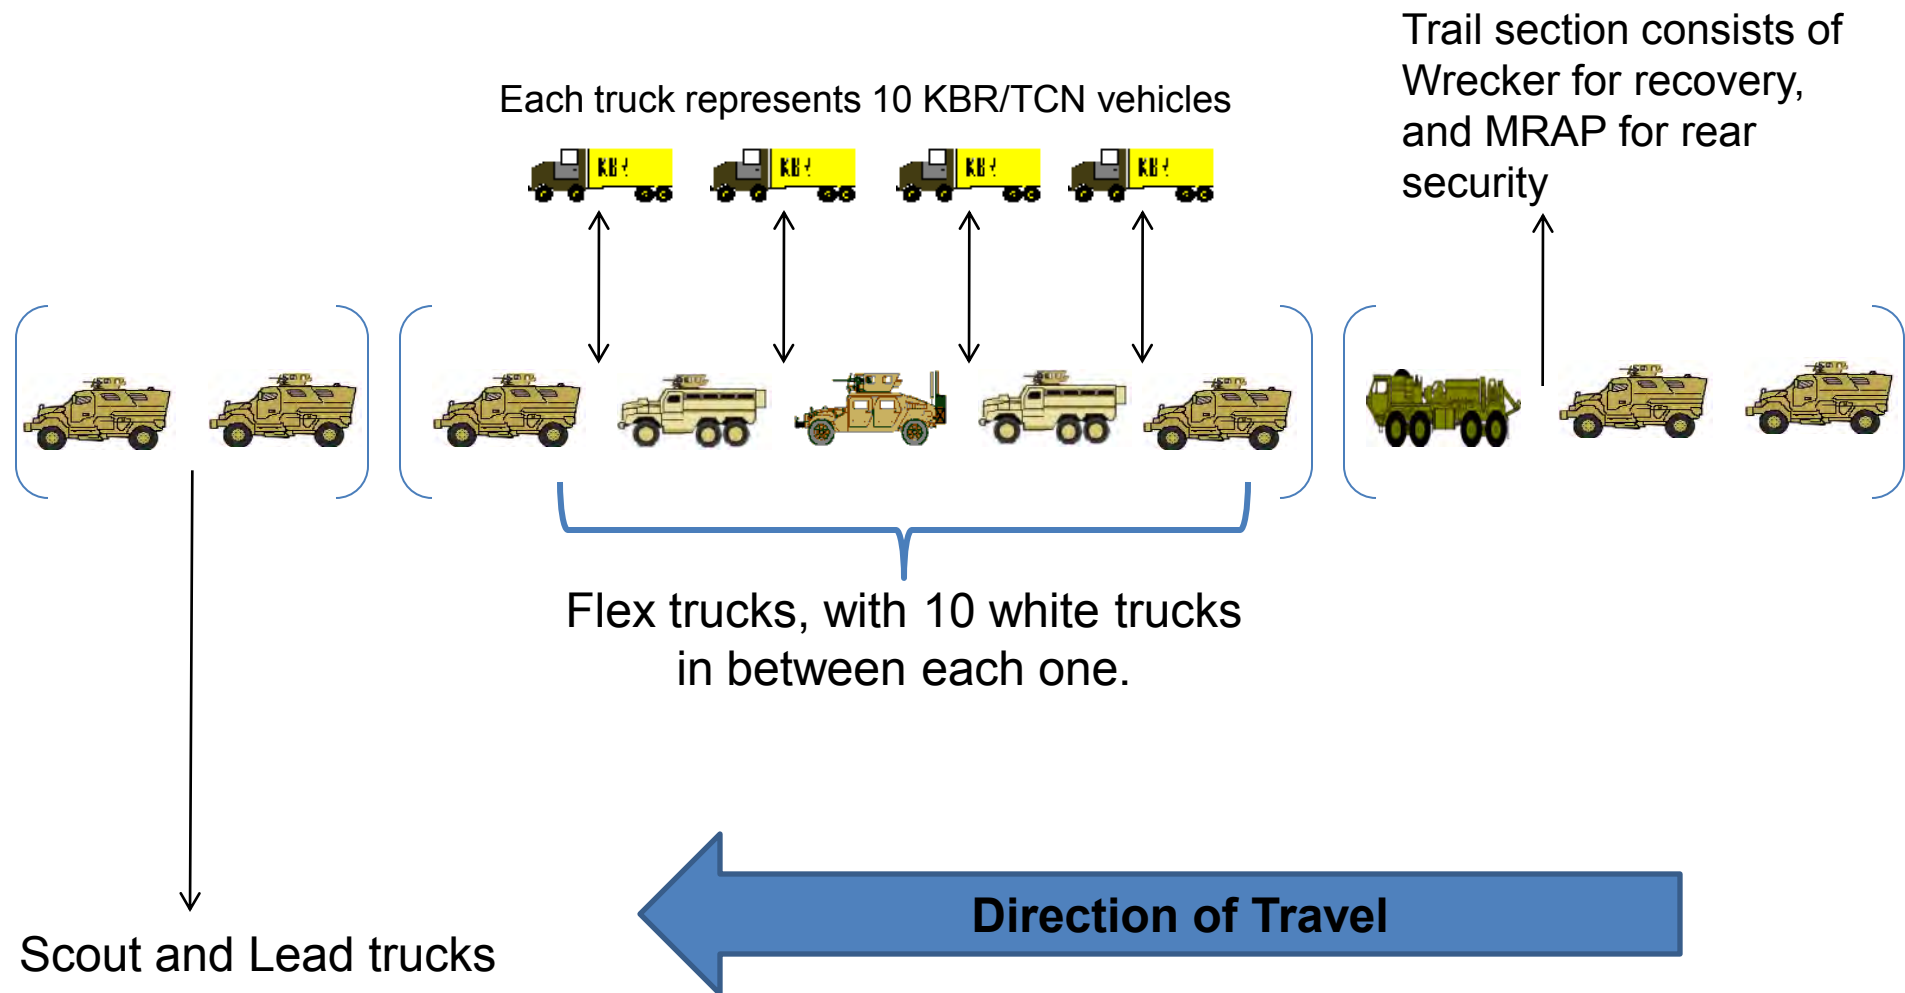 Trail section consists of
Wrecker for recovery,
and MRAP for rear
security
Each truck represents 10 KBR/TCN vehicles
Flex trucks, with 10 white trucks
in between each one.
Direction of Travel
Scout and Lead trucks